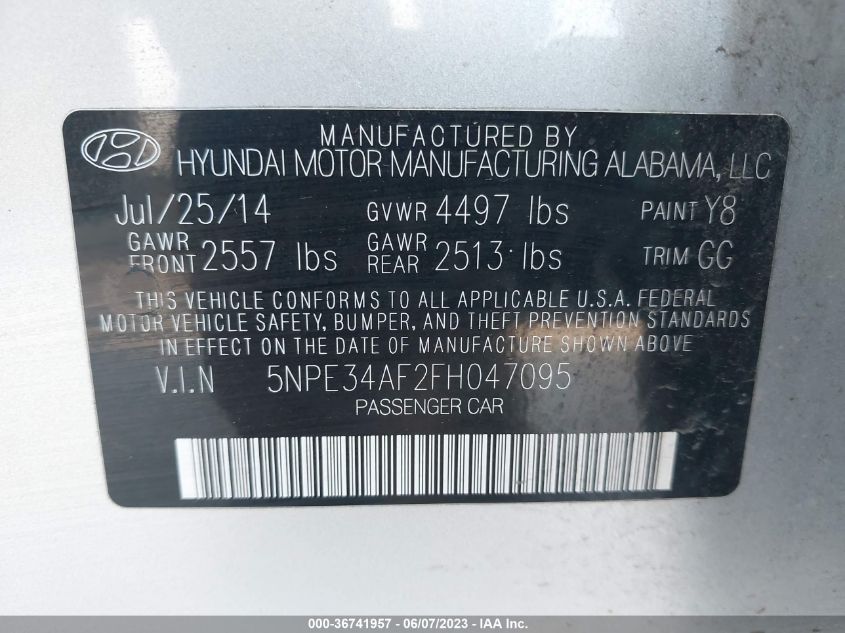 MANUFACTURED BY
HYUNDAI MOTOR MANUFACTURING ALABAMA, LLC
Jul/25/14 GVWR 4497 lbs PAINT Y8
GAWR FRONT 2557 lbs GAWR REAR 2513 lbs TRIM GG
THIS VEHICLE CONFORMS TO ALL APPLICABLE U.S.A. FEDERAL
MOTOR VEHICLE SAFETY, BUMPER, AND THEFT PREVENTION STANDARDS
IN EFFECT ON THE DATE OF MANUFACTURE SHOWN ABOVE
V.I.N 5NPE34AF2FH047095
PASSENGER CAR
000-36741957 - 06/07/2023 - IAA Inc.